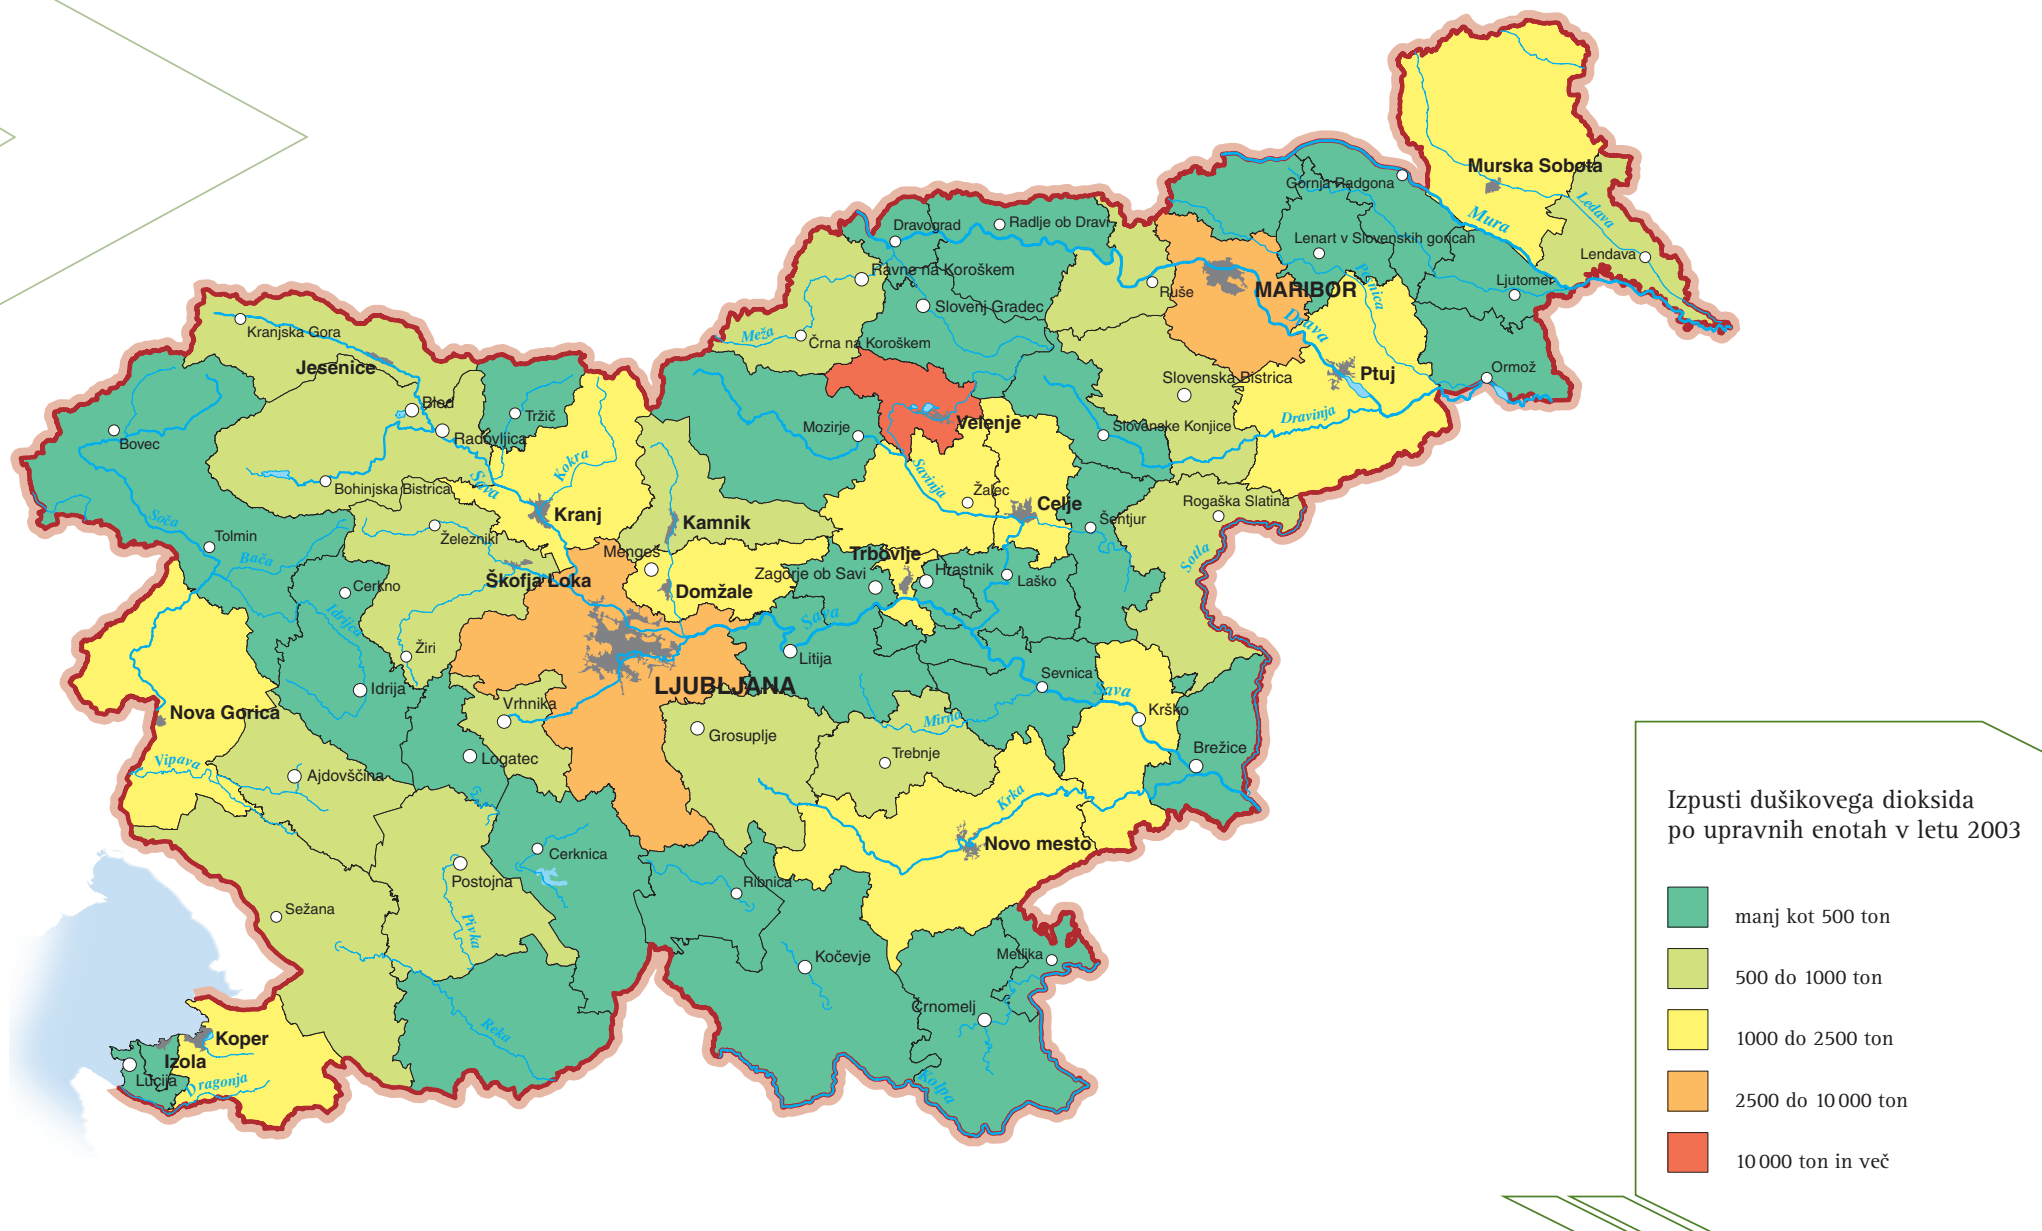 Murska Sobota
Gornja Radgona
Mura
Ledava
Dravograd
Radlje ob Dravi
Lenart v Slovenskih goricah
Lendava
Ravne na Koroškem
Pesnica
Ljutomer
Ruše
MARIBOR
Slovenj Gradec
Drava
Kranjska Gora
Meža
Črna na Koroškem
Jesenice
Ormož
Slovenska Bistrica
Ptuj
Bled
Tržič
Dravinja
Velenje
Mozirje
Slovenske Konjice
Radovljica
Bovec
Kokra
Savinja
Sava
Bohinjska Bistrica
Žalec
Celje
Rogaška Slatina
Kranj
Kamnik
Šentjur
Soča
Železniki
Tolmin
Mengeš
Trbovlje
Sotla
Bača
Zagorje ob Savi
Hrastnik
Laško
Škofja Loka
Cerkno
Domžale
Idrijca
Sava
Žiri
Litija
Sevnica
Idrija
LJUBLJANA
Sava
Vrhnika
Nova Gorica
Mirna
Krško
Grosuplje
Brežice
Trebnje
Logatec
Vipava
Ajdovščina
Krka
Novo mesto
Cerknica
Postojna
Ribnica
Sežana
Pivka
Kočevje
Metlika
Črnomelj
Reka
Koper
Izola
Lucija
Dragonja
Kolpa
Izpusti dušikovega dioksida
po upravnih enotah v letu 2003
manj kot 500 ton
500 do 1000 ton
1000 do 2500 ton
2500 do 10 000 ton
10 000 ton in več